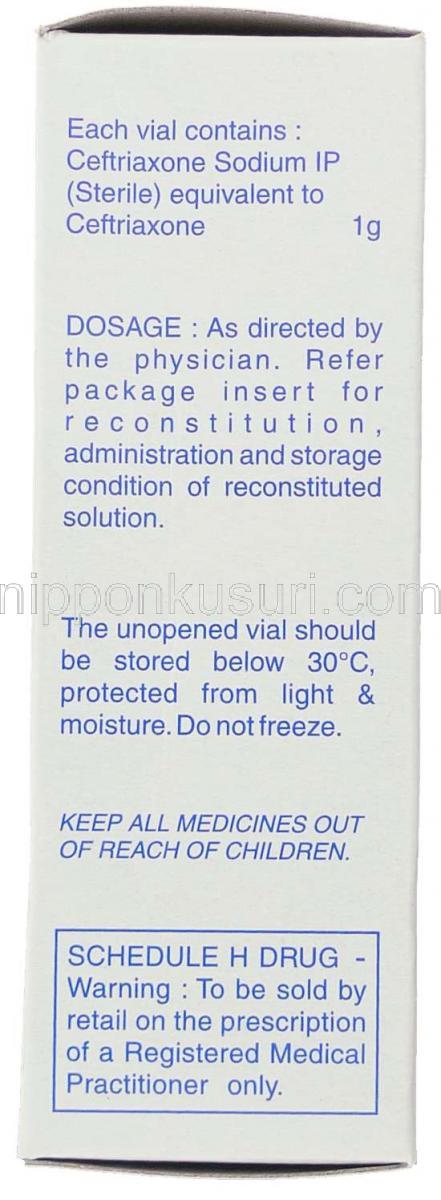 Each vial contains :
Ceftriaxone Sodium IP
(Sterile) equivalent to
Ceftriaxone 1g
DOSAGE : As directed by
the physician. Refer
package insert for
reconstitution,
administration and storage
condition of reconstituted
solution.
nipponkusuri.com
The unopened vial should
be stored below 30°C,
protected from light &
moisture. Do not freeze.
KEEP ALL MEDICINES OUT
OF REACH OF CHILDREN.
SCHEDULE H DRUG -
Warning : To be sold by
retail on the prescription
of a Registered Medical
Practitioner only.